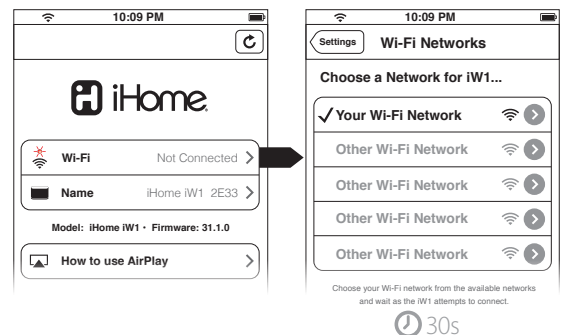 10:09 PM
iHome
Wi-Fi Not Connected
Name iHome iW1 2E33
Model: iHome iW1 • Firmware: 31.1.0
How to use AirPlay
10:09 PM
Settings Wi-Fi Networks
Choose a Network for iW1...
Your Wi-Fi Network
Other Wi-Fi Network
Other Wi-Fi Network
Other Wi-Fi Network
Other Wi-Fi Network
Choose your Wi-Fi network from the available networks
and wait as the iW1 attempts to connect.
30s